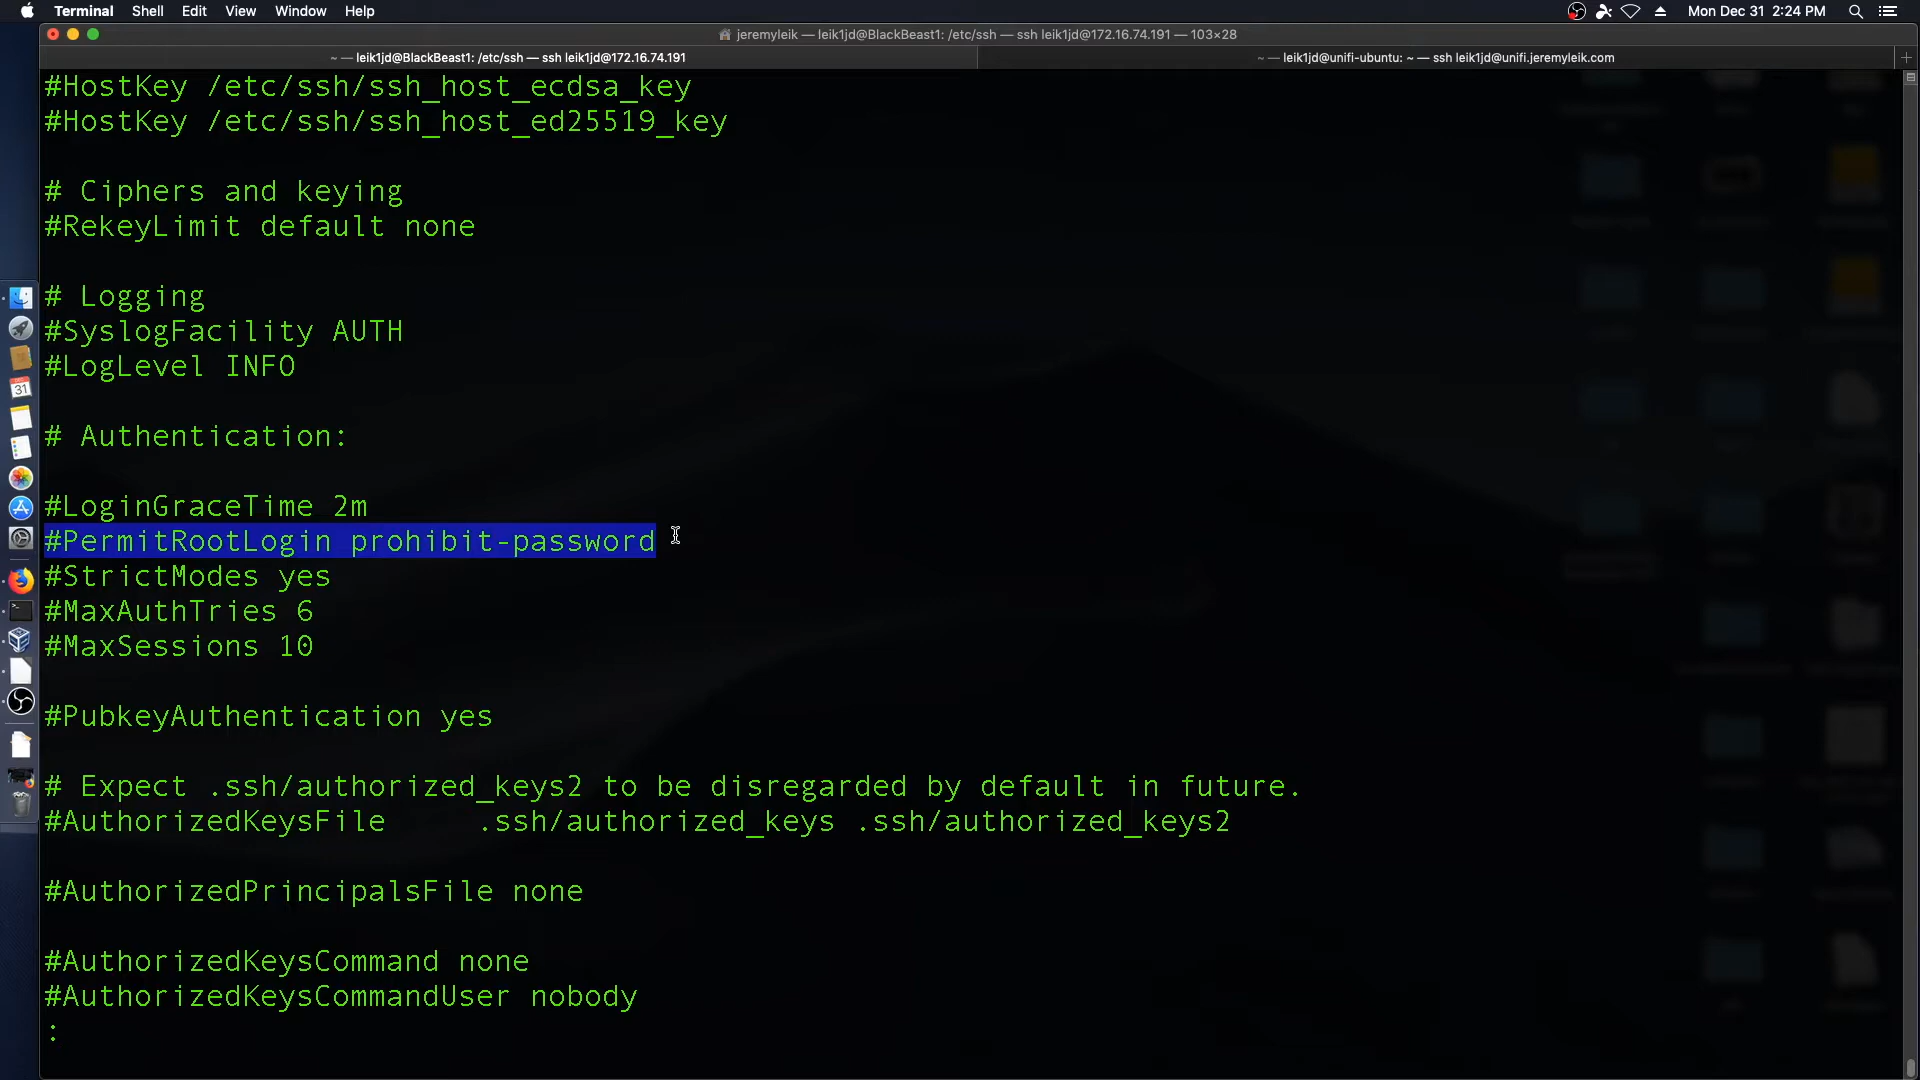 Terminal Shell Edit View Window Help Mon Dec 31 2:24 PM
jeremyleik — leik1jd@BlackBeast1: /etc/ssh — ssh leik1jd@172.16.74.191 — 103×28
~ — leik1jd@BlackBeast1: /etc/ssh — ssh leik1jd@172.16.74.191
~ — leik1jd@unifi-ubuntu: ~ — ssh leik1jd@unifi.jeremyleik.com
#HostKey /etc/ssh/ssh_host_ecdsa_key
#HostKey /etc/ssh/ssh_host_ed25519_key
# Ciphers and keying
#RekeyLimit default none
# Logging
#SyslogFacility AUTH
#LogLevel INFO
# Authentication:
#LoginGraceTime 2m
#PermitRootLogin prohibit-password
#StrictModes yes
#MaxAuthTries 6
#MaxSessions 10
#PubkeyAuthentication yes
# Expect .ssh/authorized_keys2 to be disregarded by default in future.
#AuthorizedKeysFile     .ssh/authorized_keys .ssh/authorized_keys2
#AuthorizedPrincipalsFile none
#AuthorizedKeysCommand none
#AuthorizedKeysCommandUser nobody
:
31